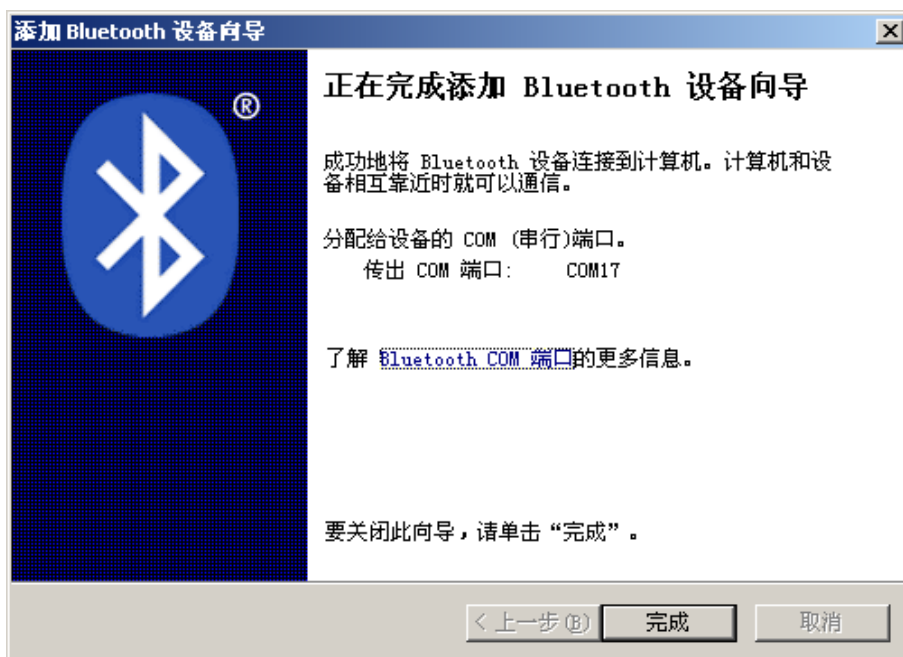 添加 Bluetooth 设备向导
®
正在完成添加 Bluetooth 设备向导
成功地将 Bluetooth 设备连接到计算机。计算机和设
备相互靠近时就可以通信。
分配给设备的 COM (串行)端口。
传出 COM 端口: COM17
了解 Bluetooth COM 端口的更多信息。
要关闭此向导，请单击“完成”。
< 上一步(B) 完成 取消